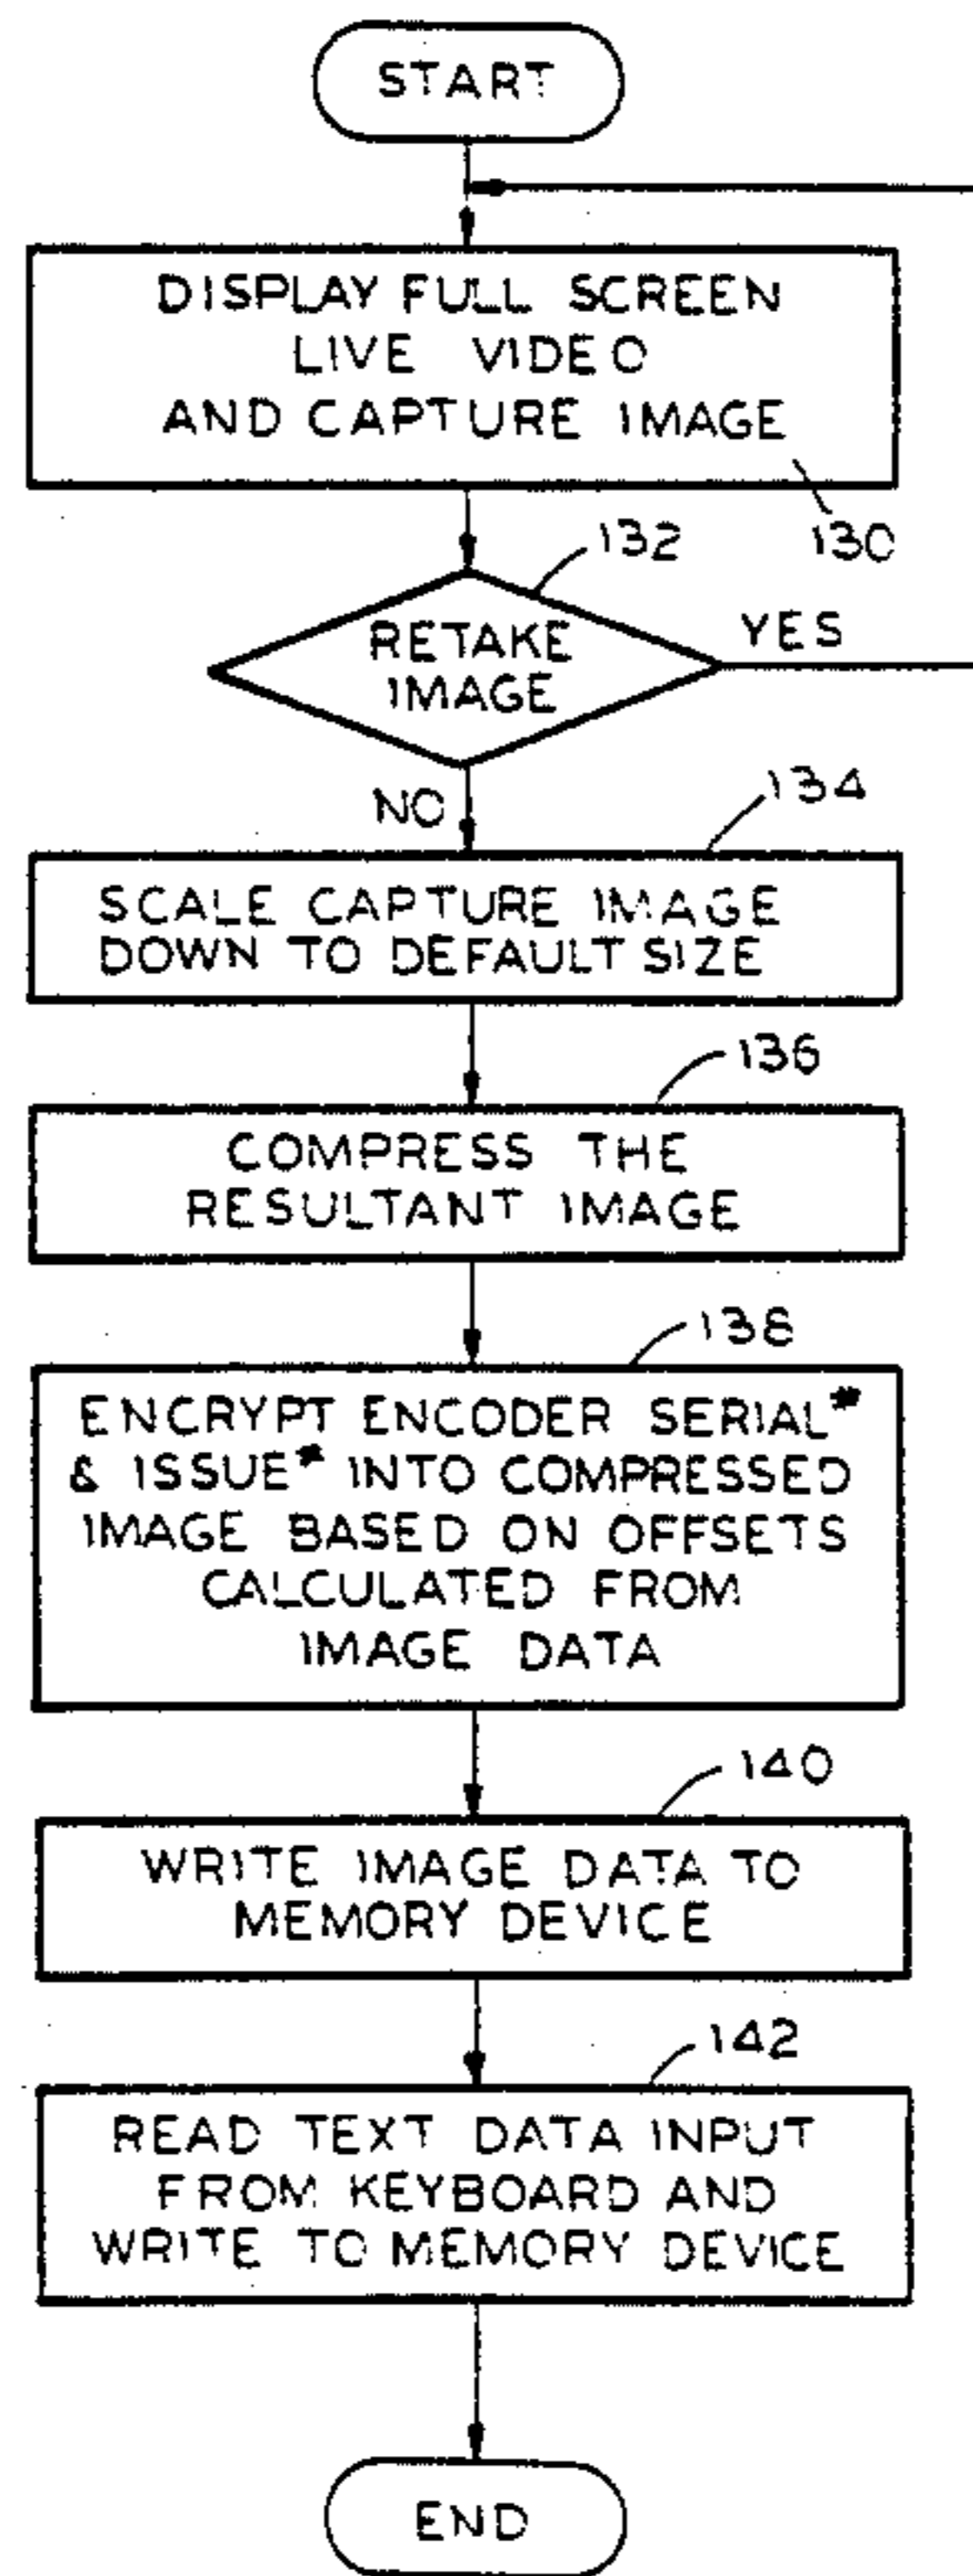 START
DISPLAY FULL SCREEN
LIVE VIDEO
AND CAPTURE IMAGE
130
132
RETAKE
IMAGE
YES
NO
134
SCALE CAPTURE IMAGE
DOWN TO DEFAULT SIZE
136
COMPRESS THE
RESULTANT IMAGE
138
ENCRYPT ENCODER SERIAL#
& ISSUE# INTO COMPRESSED
IMAGE BASED ON OFFSETS
CALCULATED FROM
IMAGE DATA
140
WRITE IMAGE DATA TO
MEMORY DEVICE
142
READ TEXT DATA INPUT
FROM KEYBOARD AND
WRITE TO MEMORY DEVICE
END